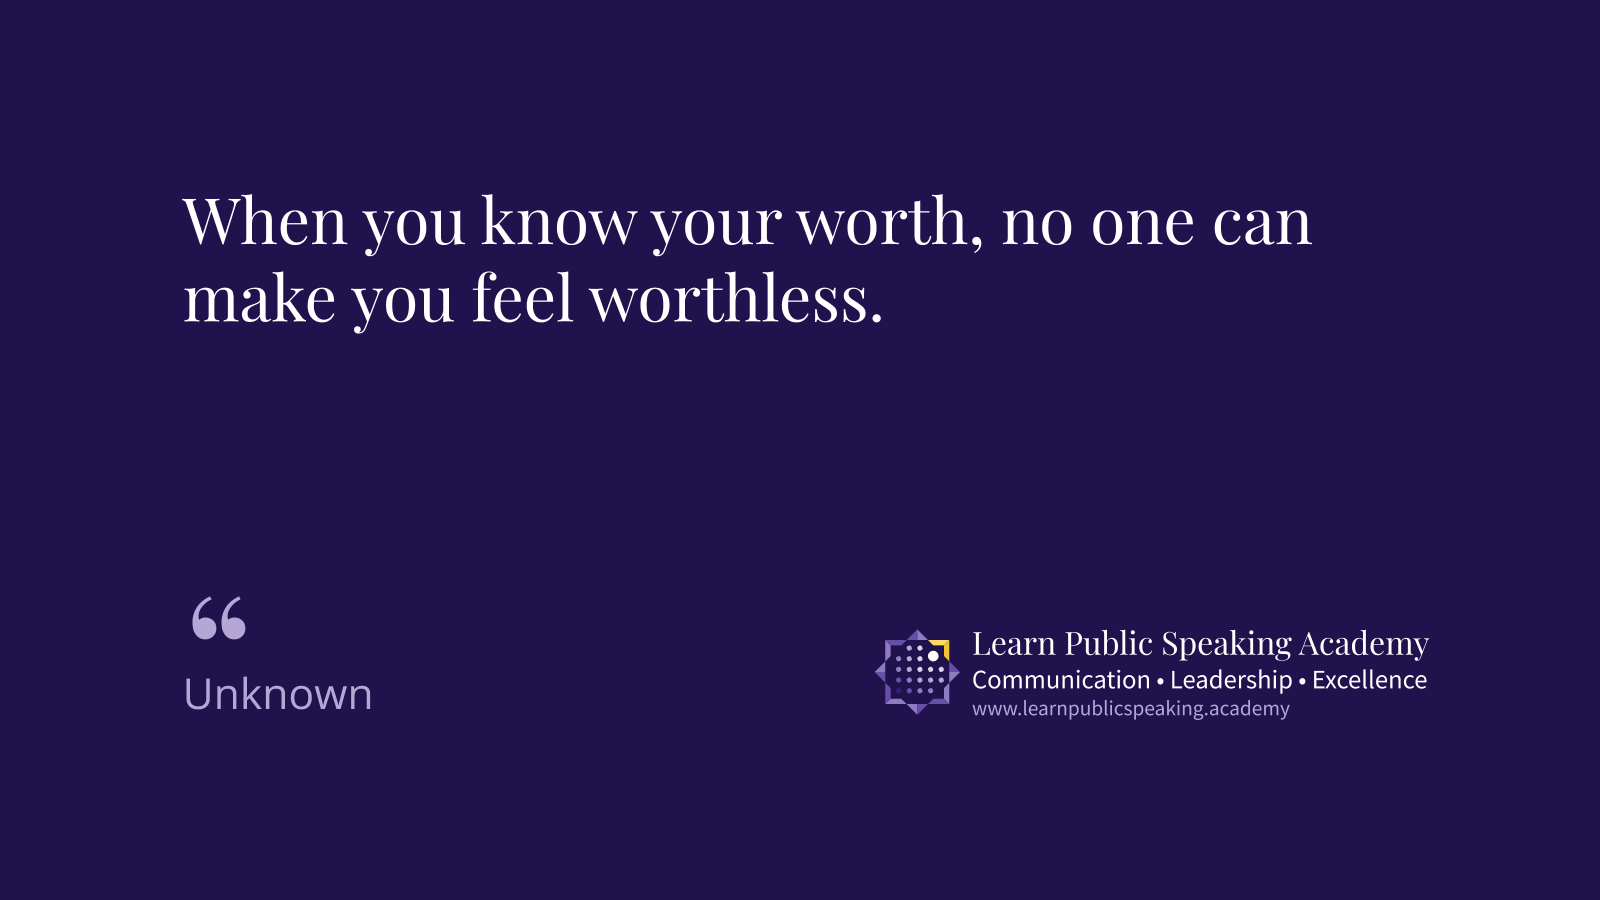 When you know your worth, no one can
make you feel worthless.
“
Unknown
Learn Public Speaking Academy
Communication • Leadership • Excellence
www.learnpublicspeaking.academy